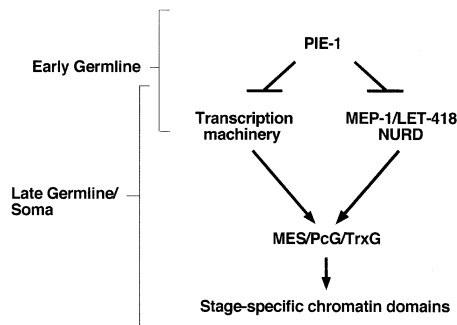 PIE-1
Early Germline
Transcription
machinery
MEP-1/LET-418
NURD
Late Germline/
Soma
MES/PcG/TrxG
Stage-specific chromatin domains